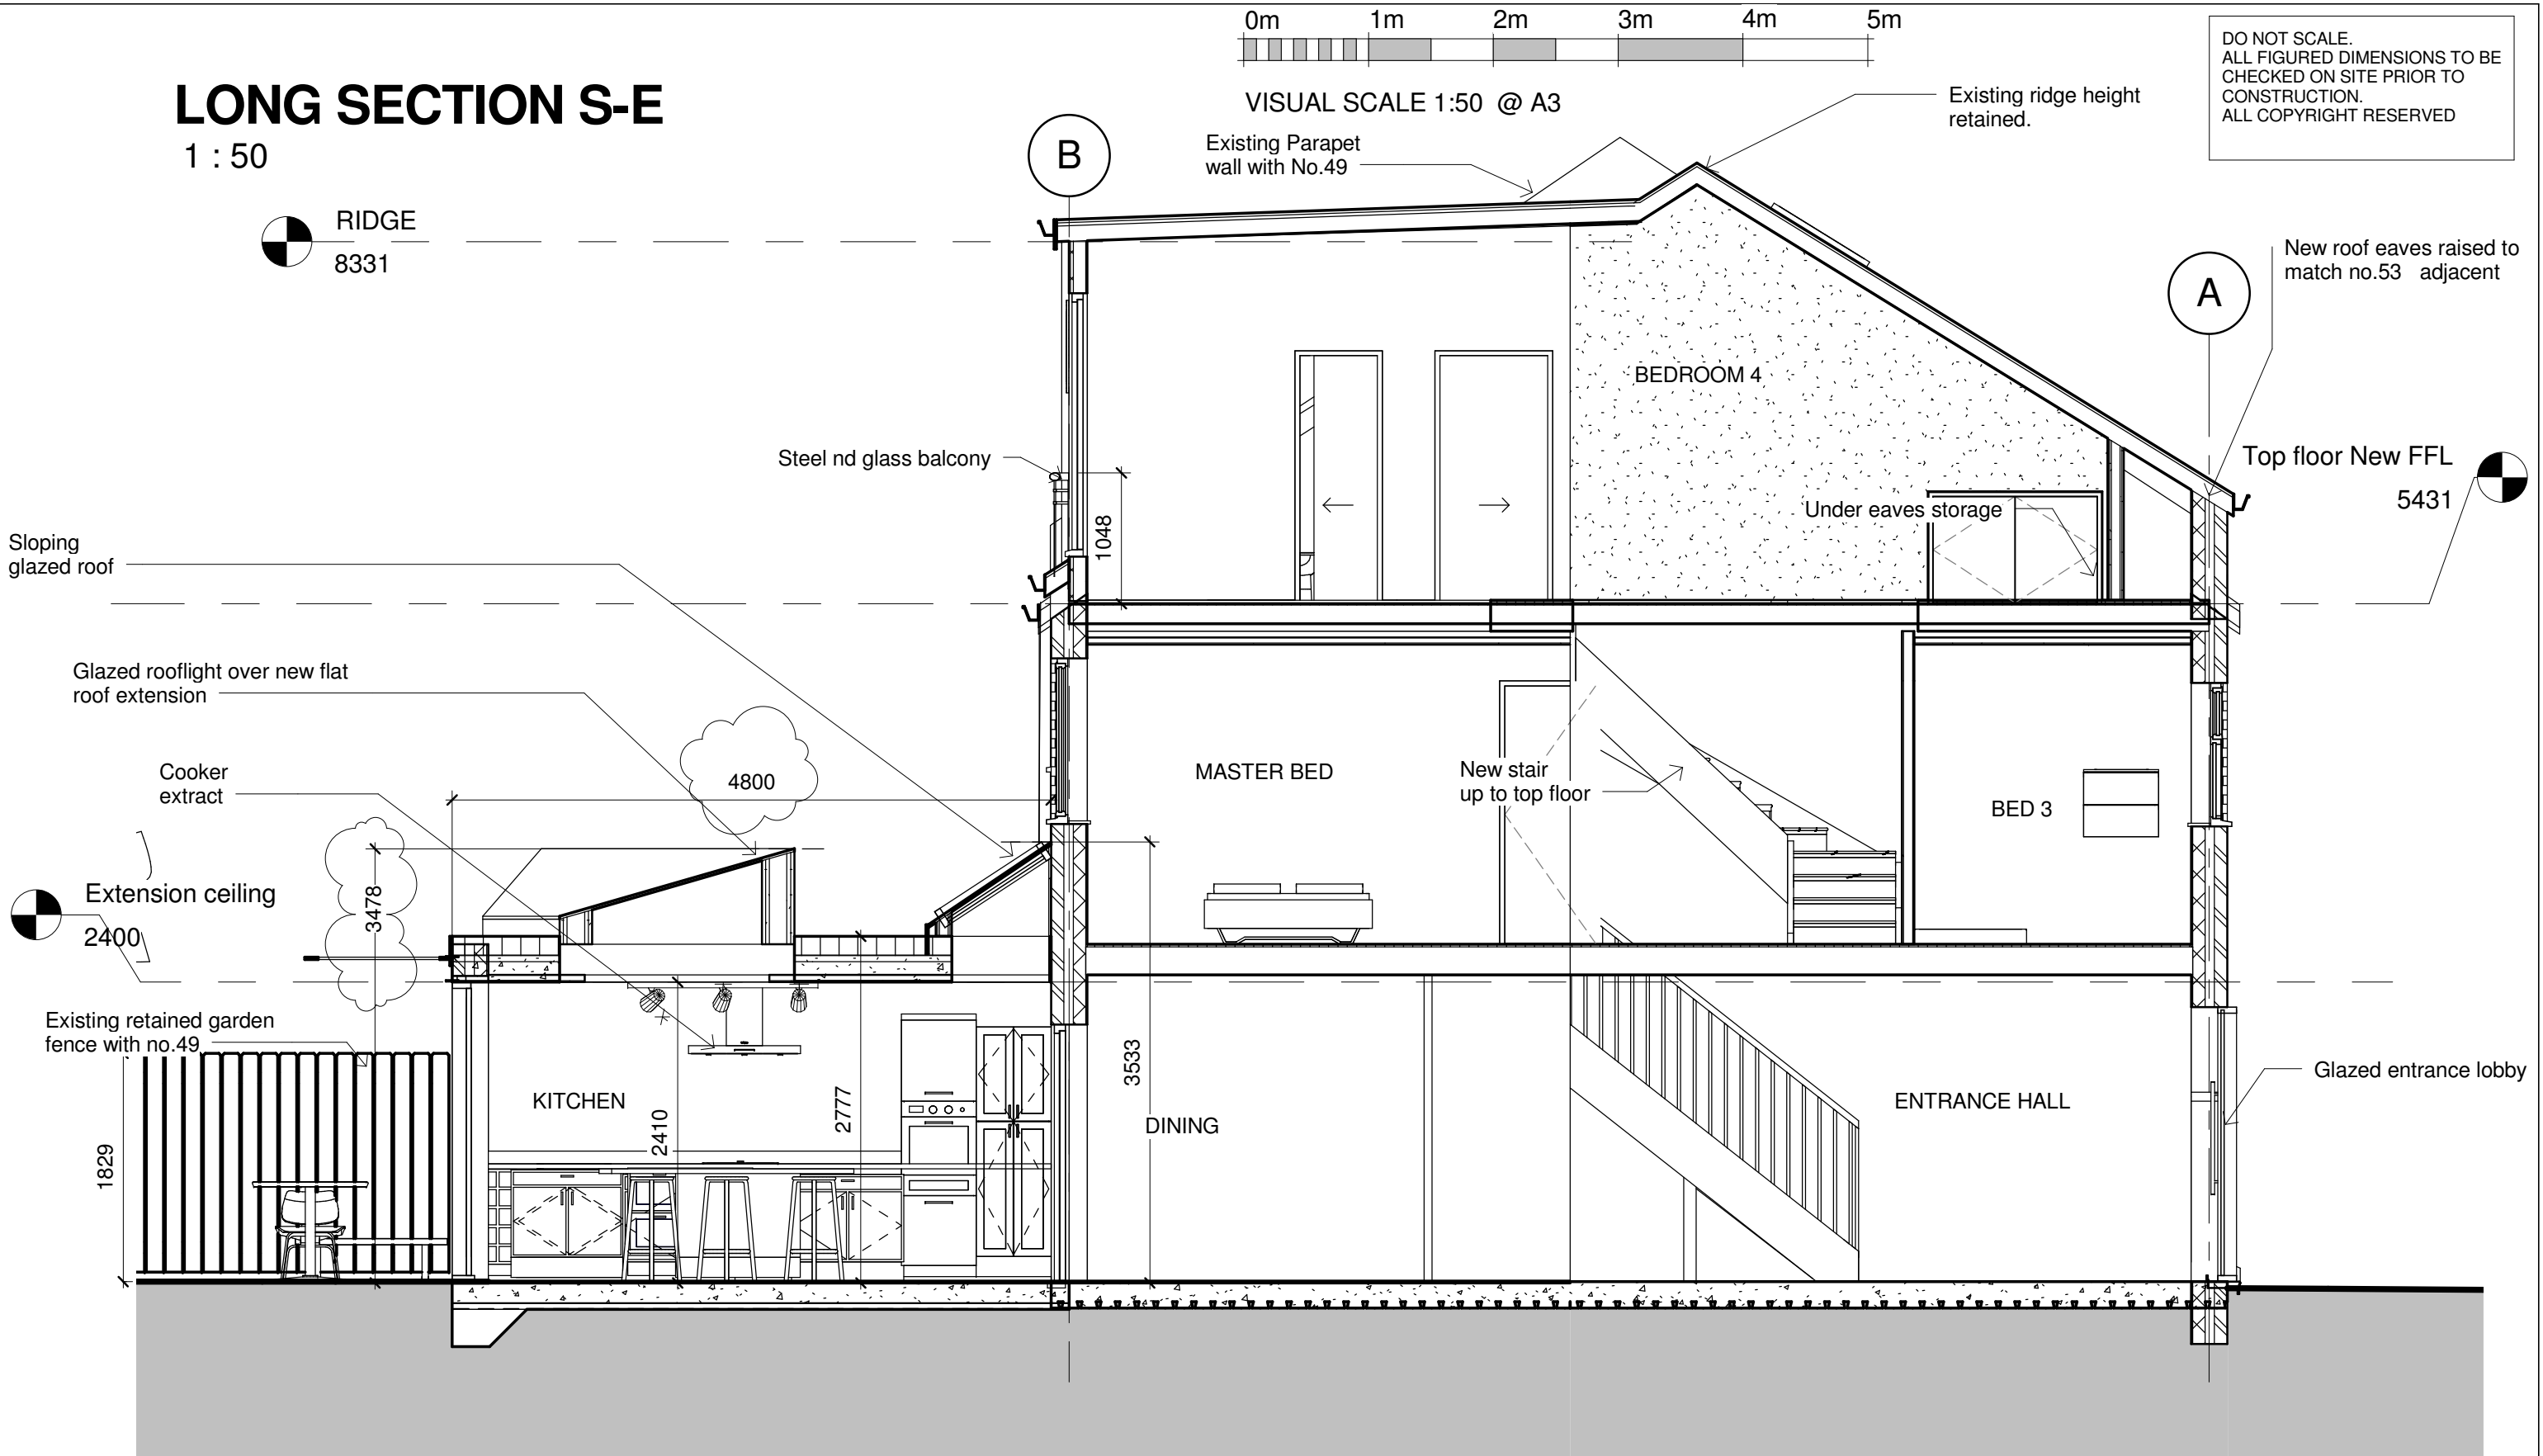 0m 1m 2m 3m 4m 5m
VISUAL SCALE 1:50 @ A3
DO NOT SCALE.
ALL FIGURED DIMENSIONS TO BE
CHECKED ON SITE PRIOR TO
CONSTRUCTION.
ALL COPYRIGHT RESERVED
LONG SECTION S-E
1 : 50
B
Existing Parapet
wall with No.49
Existing ridge height
retained.
RIDGE
8331
New roof eaves raised to
match no.53 adjacent
A
BEDROOM 4
Steel nd glass balcony
Top floor New FFL
5431
Under eaves storage
1048
Sloping
glazed roof
Glazed rooflight over new flat
roof extension
Cooker
extract
4800
MASTER BED
New stair
up to top floor
BED 3
Extension ceiling
2400
3478
Existing retained garden
fence with no.49
1829
KITCHEN
2410
2777
3533
DINING
ENTRANCE HALL
Glazed entrance lobby